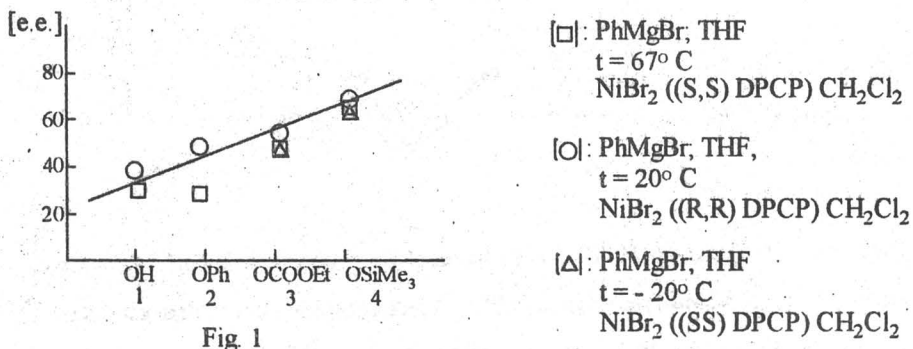 [e.e.]
80
60
40
20
OH OPh OCOOEt OSiMe₃
1 2 3 4
Fig. 1
[□]: PhMgBr, THF
t = 67° C
NiBr₂ ((S,S) DPCP) CH₂Cl₂
[○]: PhMgBr, THF,
t = 20° C
NiBr₂ ((R,R) DPCP) CH₂Cl₂
[△]: PhMgBr, THF
t = - 20° C
NiBr₂ ((SS) DPCP) CH₂Cl₂